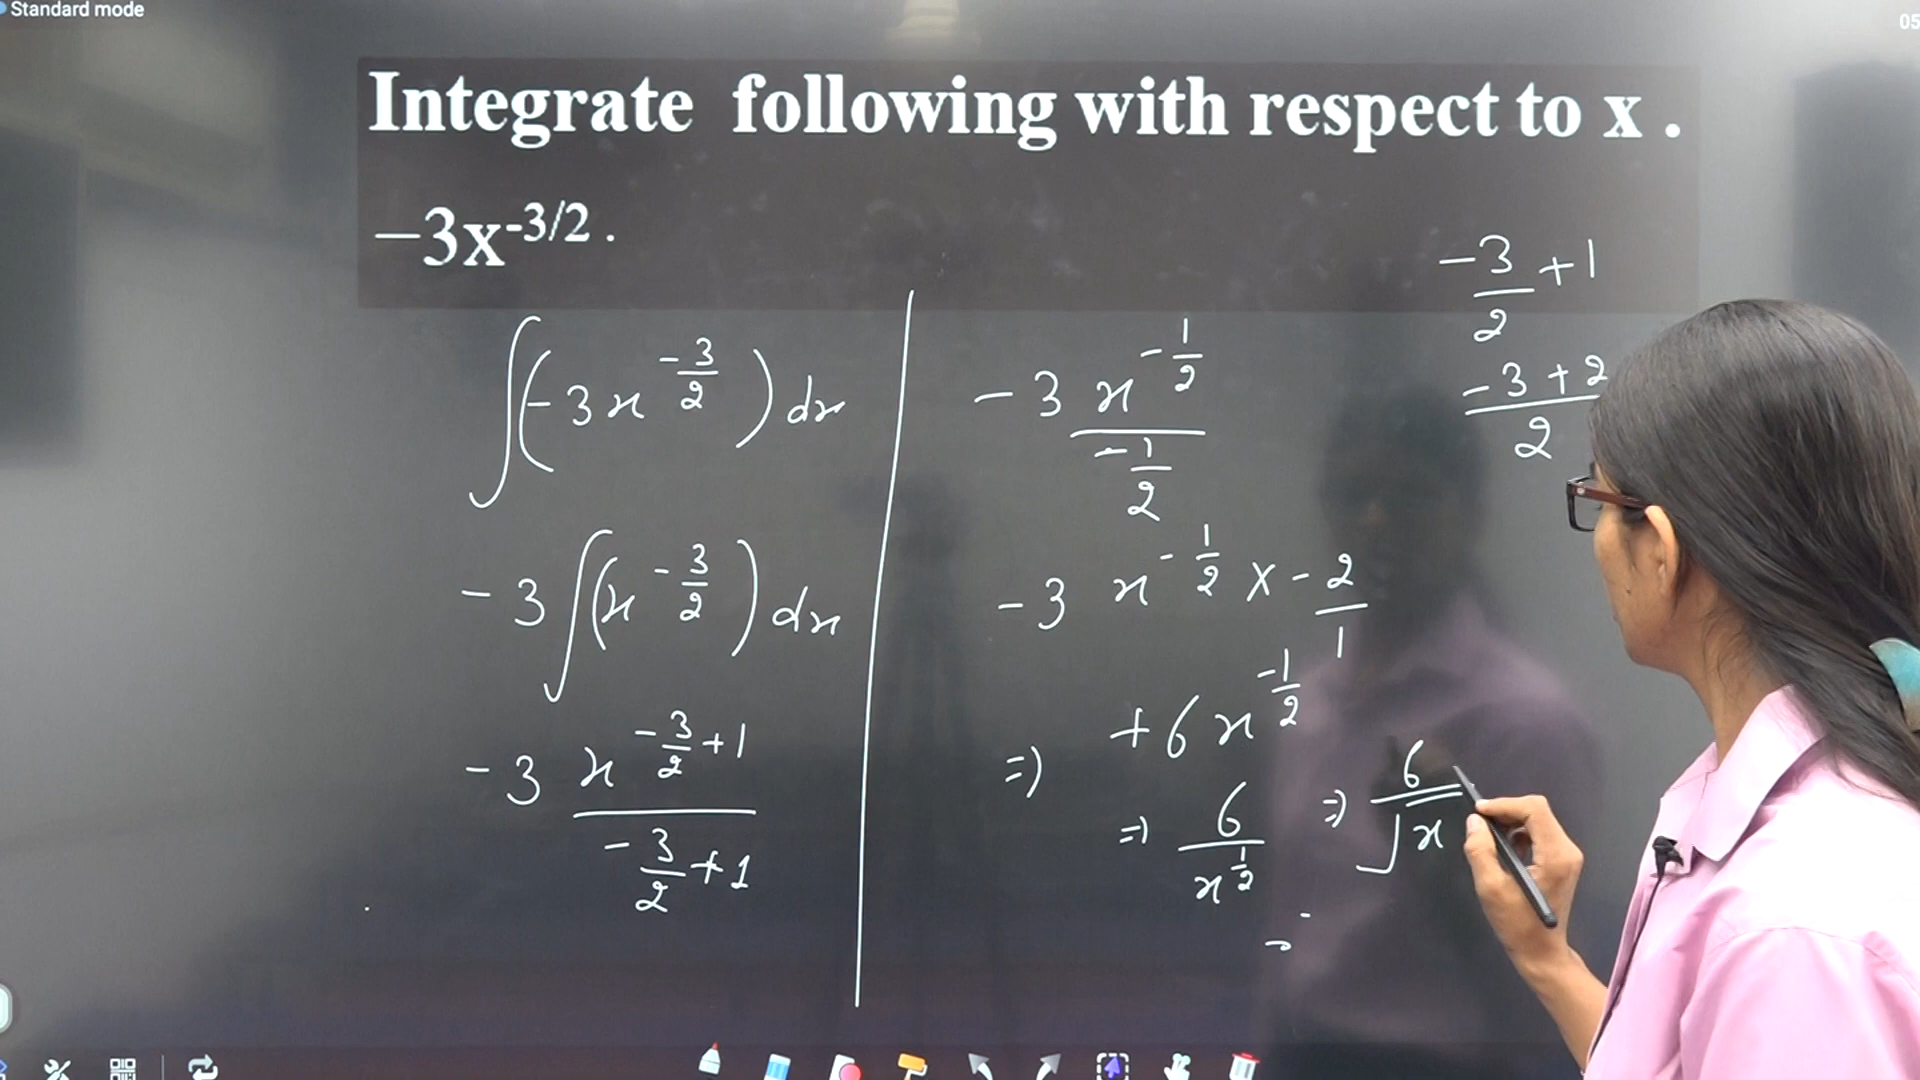 Standard mode
05
Integrate following with respect to x .
−3x^-3/2 .
∫(-3x^-3/2) dx
-3 ∫(x^-3/2) dx
-3 x^-3/2+1 / -3/2+1
-3 x^-1/2 / -1/2
-3 x^-1/2 × -2/1
⇒ +6x^-1/2
⇒ 6/x^1/2 ⇒ 6/√x
-3/2 +1
-3+2/2